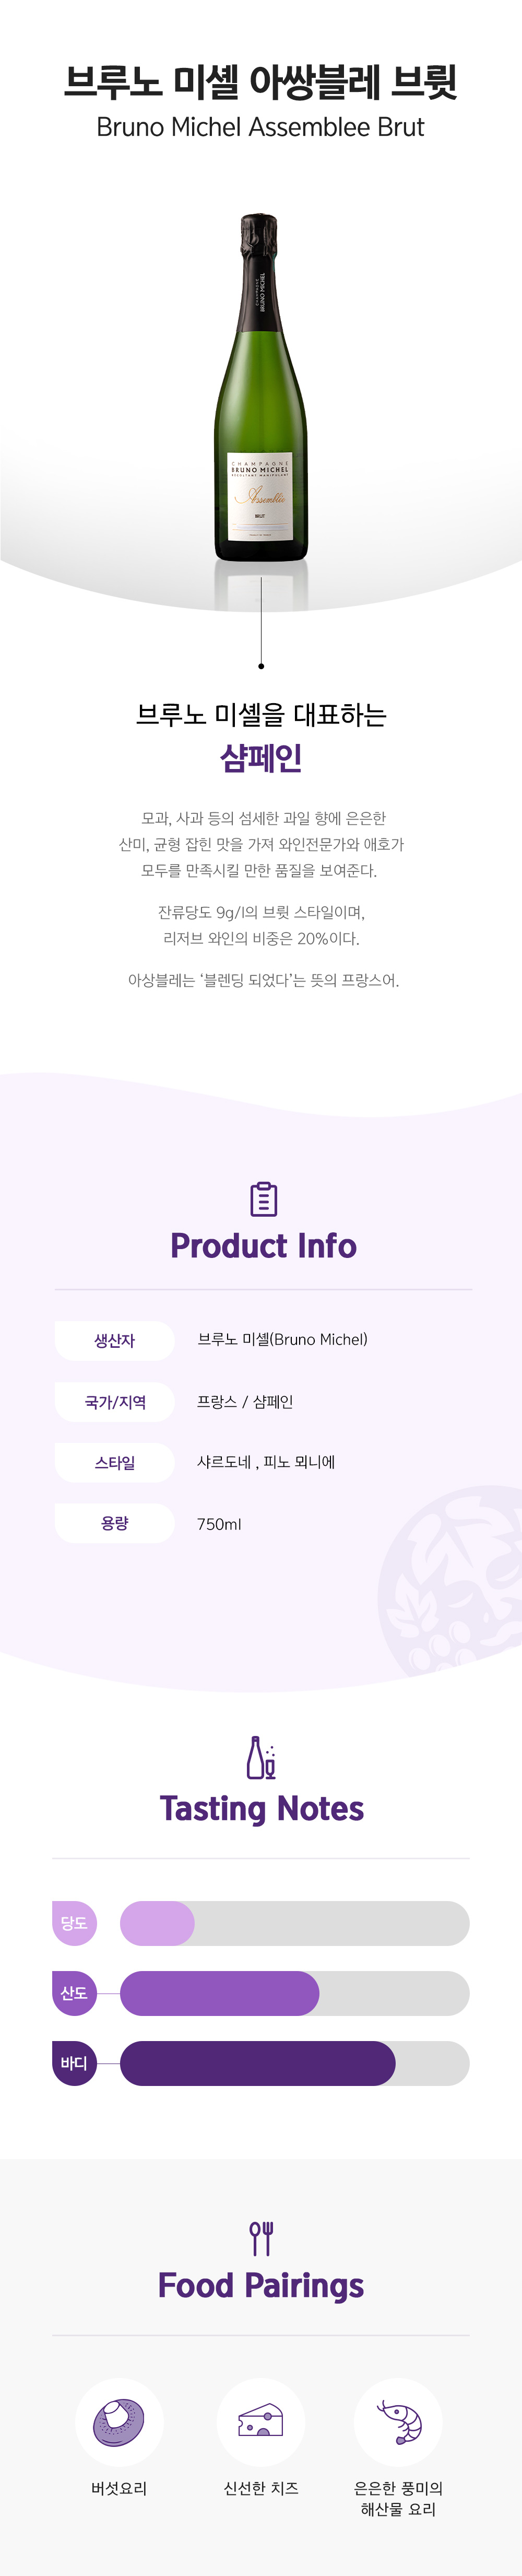 브루노 미셸 아쌍블레 브륏
Bruno Michel Assemblee Brut
BRUNO MICHEL
CHAMPAGNE
BRUNO MICHEL
Assemblée
BRUT
브루노 미셸을 대표하는
샴페인
모과, 사과 등의 섬세한 과일 향에 은은한
산미, 균형 잡힌 맛을 가져 와인전문가와 애호가
모두를 만족시킬 만한 품질을 보여준다.
잔류당도 9g/l의 브륏 스타일이며,
리저브 와인의 비중은 20%이다.
아상블레는 ‘블렌딩 되었다’는 뜻의 프랑스어.
Product Info
생산자 브루노 미셸(Bruno Michel)
국가/지역 프랑스 / 샴페인
스타일 샤르도네 , 피노 뫼니에
용량 750ml
Tasting Notes
당도
산도
바디
Food Pairings
버섯요리 신선한 치즈 은은한 풍미의
해산물 요리